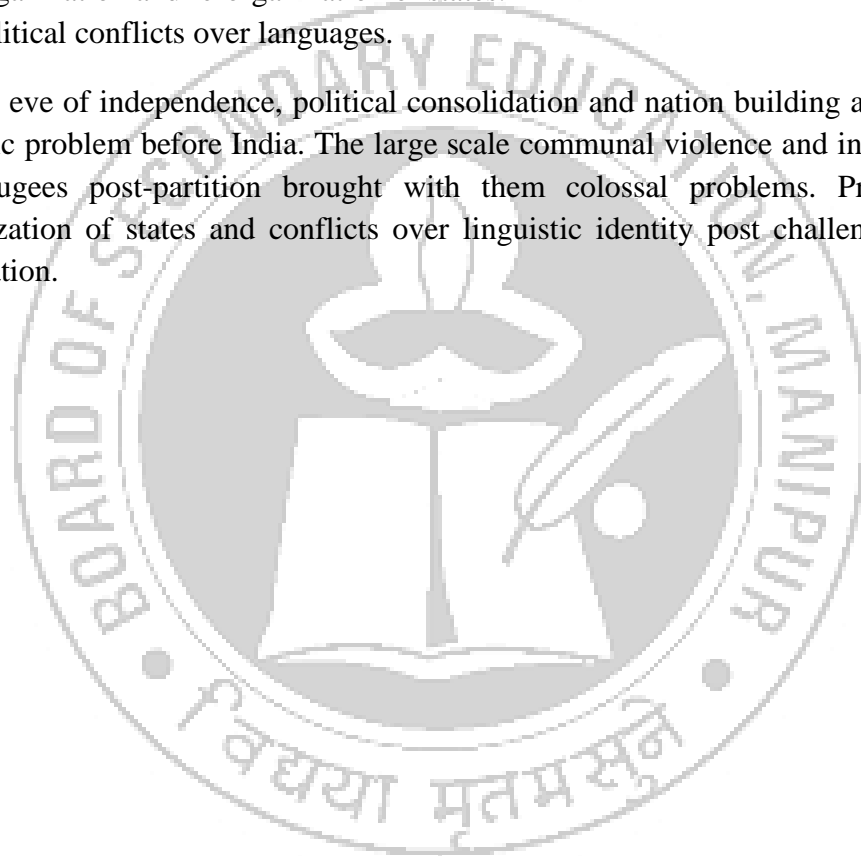 litical conflicts over languages.
eve of independence, political consolidation and nation building a
c problem before India. The large scale communal violence and in
ugees post-partition brought with them colossal problems. Pr
zation of states and conflicts over linguistic identity post challen
tion.
BOARD OF SECONDARY EDUCATION, MANIPUR
विद्यया मृतमस्नुते